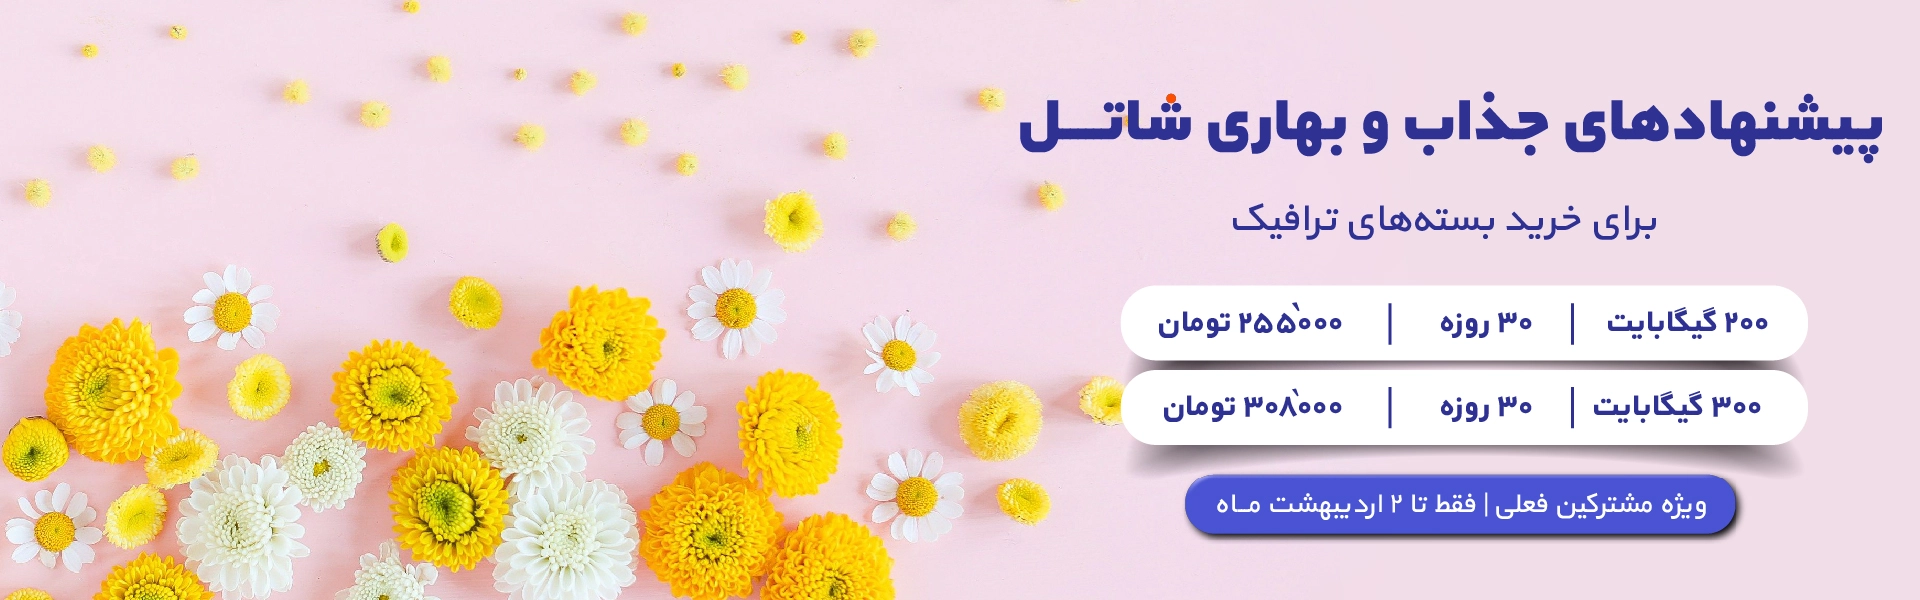 پیشنهادهای جذاب و بهاری شاتل
برای خرید بسته‌های ترافیک
۲۰۰ گیگابایت | ۳۰ روزه | ۲۵۵٬۰۰۰ تومان
۳۰۰ گیگابایت | ۳۰ روزه | ۳۰۸٬۰۰۰ تومان
ویژه مشترکین فعلی | فقط تا ۲ اردیبهشت مـاه